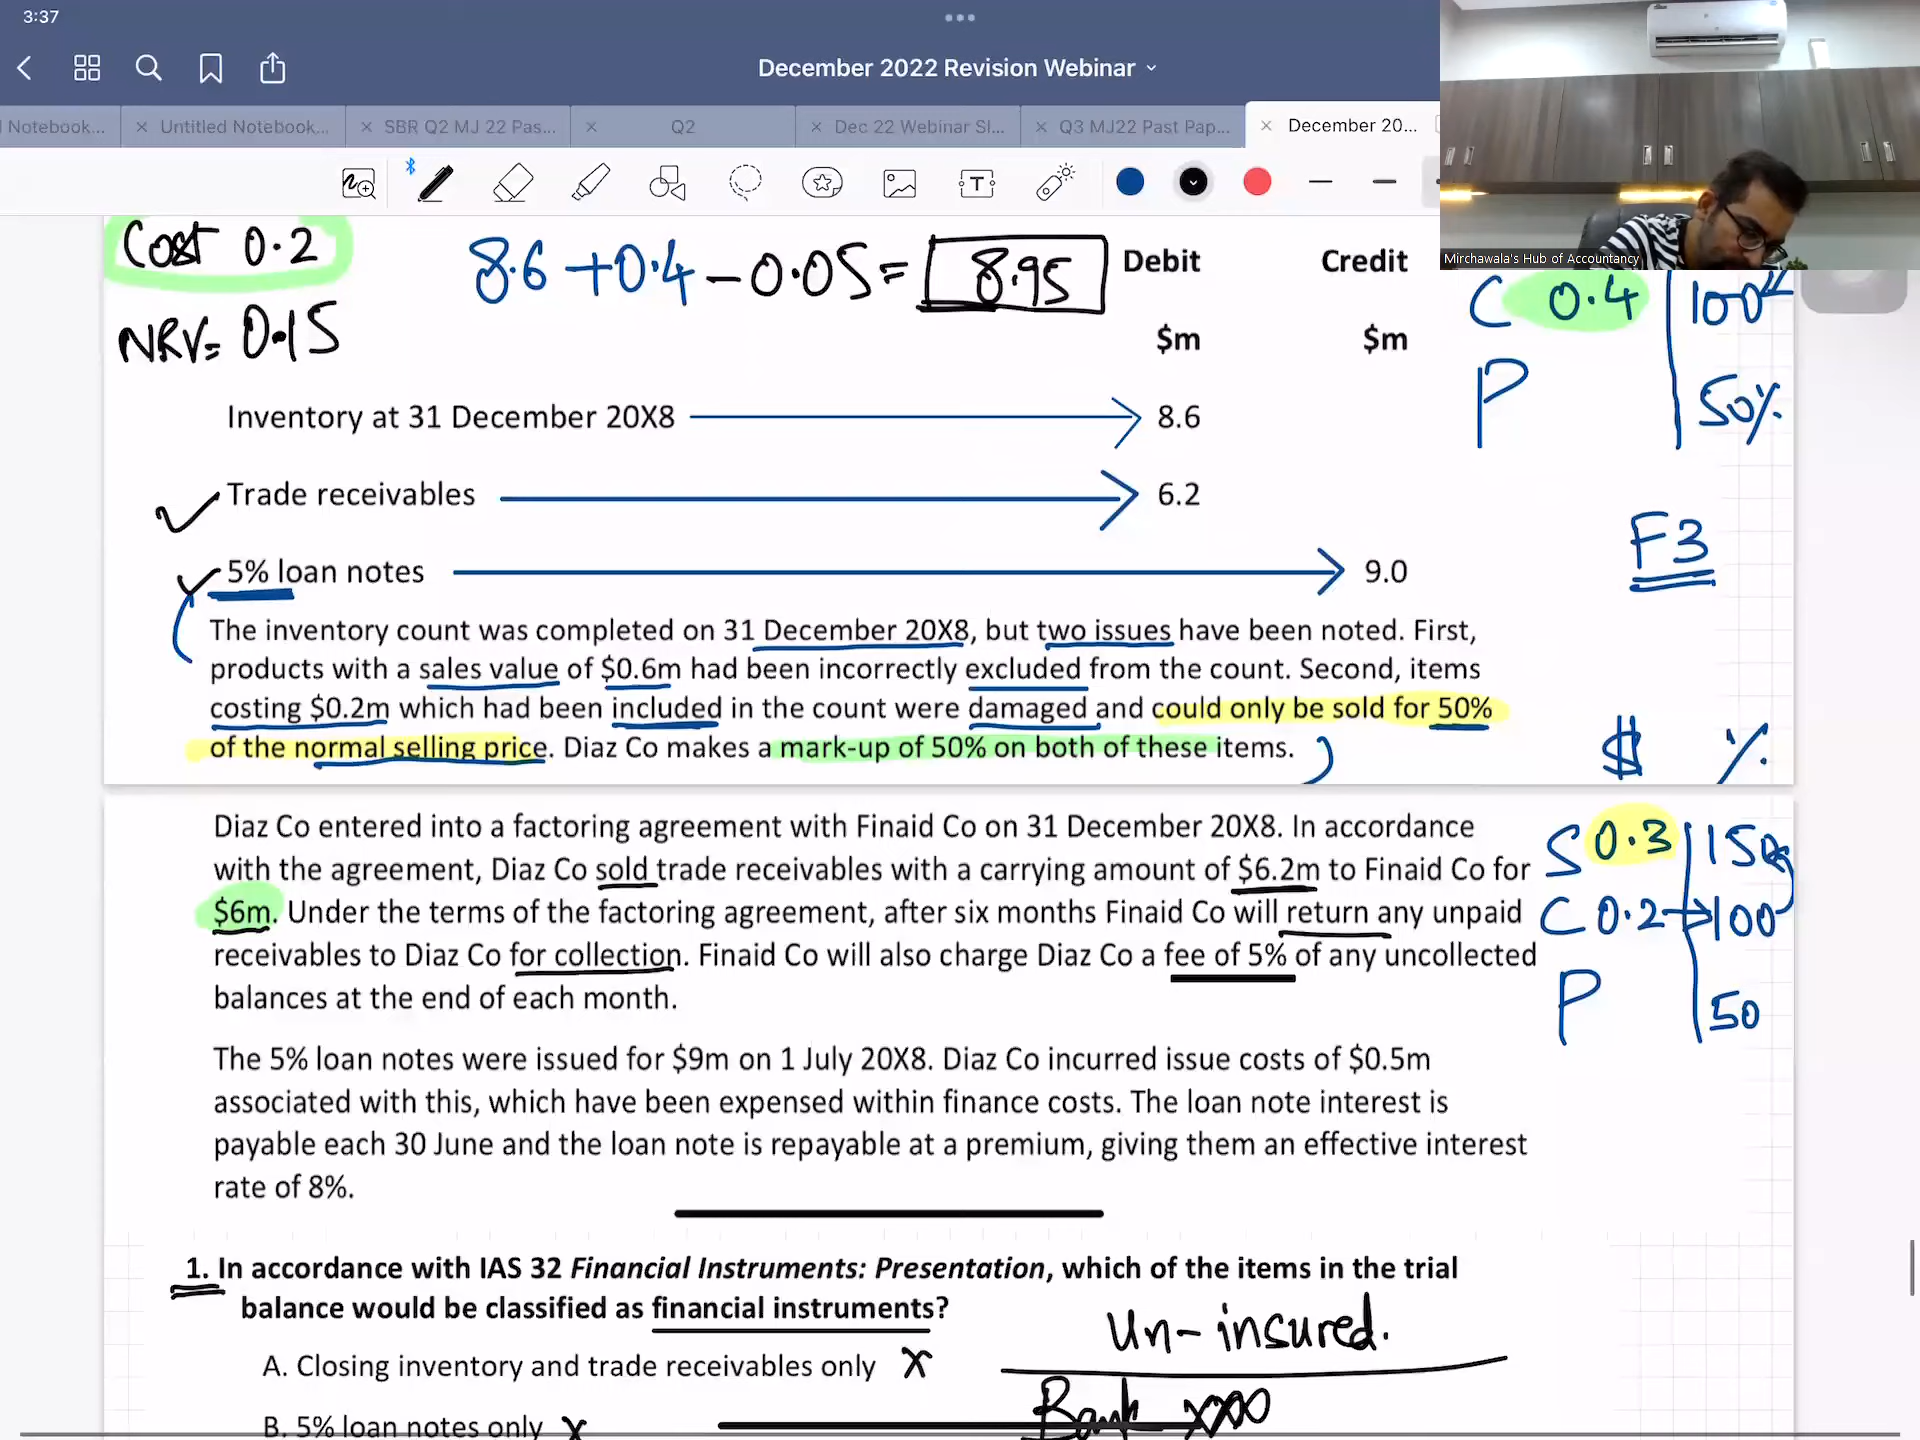 3:37
December 2022 Revision Webinar
l Notebook...
Untitled Notebook...
SBR Q2 MJ 22 Pas...
Q2
Dec 22 Webinar Sl...
Q3 MJ22 Past Pap...
December 20...
Mirchawala's Hub of Accountancy
Cost 0.2
8.6 + 0.4 - 0.05 = 8.95
Debit Credit
C 0.4 100
NRV= 0.15
$m $m
P 50%
Inventory at 31 December 20X8 8.6
Trade receivables 6.2
F3
5% loan notes 9.0
The inventory count was completed on 31 December 20X8, but two issues have been noted. First,
products with a sales value of $0.6m had been incorrectly excluded from the count. Second, items
costing $0.2m which had been included in the count were damaged and could only be sold for 50%
of the normal selling price. Diaz Co makes a mark-up of 50% on both of these items.
$ %
Diaz Co entered into a factoring agreement with Finaid Co on 31 December 20X8. In accordance
with the agreement, Diaz Co sold trade receivables with a carrying amount of $6.2m to Finaid Co for
$6m. Under the terms of the factoring agreement, after six months Finaid Co will return any unpaid
receivables to Diaz Co for collection. Finaid Co will also charge Diaz Co a fee of 5% of any uncollected
balances at the end of each month.
S 0.3 150
C 0.2 100
P 50
The 5% loan notes were issued for $9m on 1 July 20X8. Diaz Co incurred issue costs of $0.5m
associated with this, which have been expensed within finance costs. The loan note interest is
payable each 30 June and the loan note is repayable at a premium, giving them an effective interest
rate of 8%.
1. In accordance with IAS 32 Financial Instruments: Presentation, which of the items in the trial
balance would be classified as financial instruments?
Un-insured.
A. Closing inventory and trade receivables only
Bank
B. 5% loan notes only